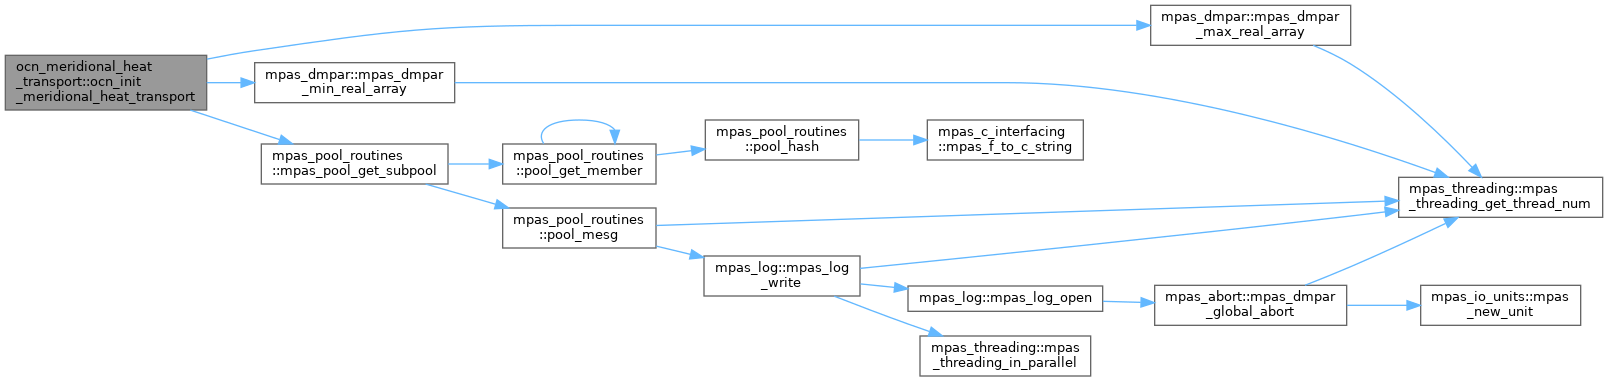 ocn_meridional_heat
_transport::ocn_init
_meridional_heat_transport
mpas_dmpar::mpas_dmpar
_max_real_array
mpas_dmpar::mpas_dmpar
_min_real_array
mpas_pool_routines
::mpas_pool_get_subpool
mpas_pool_routines
::pool_get_member
mpas_pool_routines
::pool_hash
mpas_c_interfacing
::mpas_f_to_c_string
mpas_threading::mpas
_threading_get_thread_num
mpas_pool_routines
::pool_mesg
mpas_log::mpas_log
_write
mpas_log::mpas_log_open
mpas_abort::mpas_dmpar
_global_abort
mpas_io_units::mpas
_new_unit
mpas_threading::mpas
_threading_in_parallel